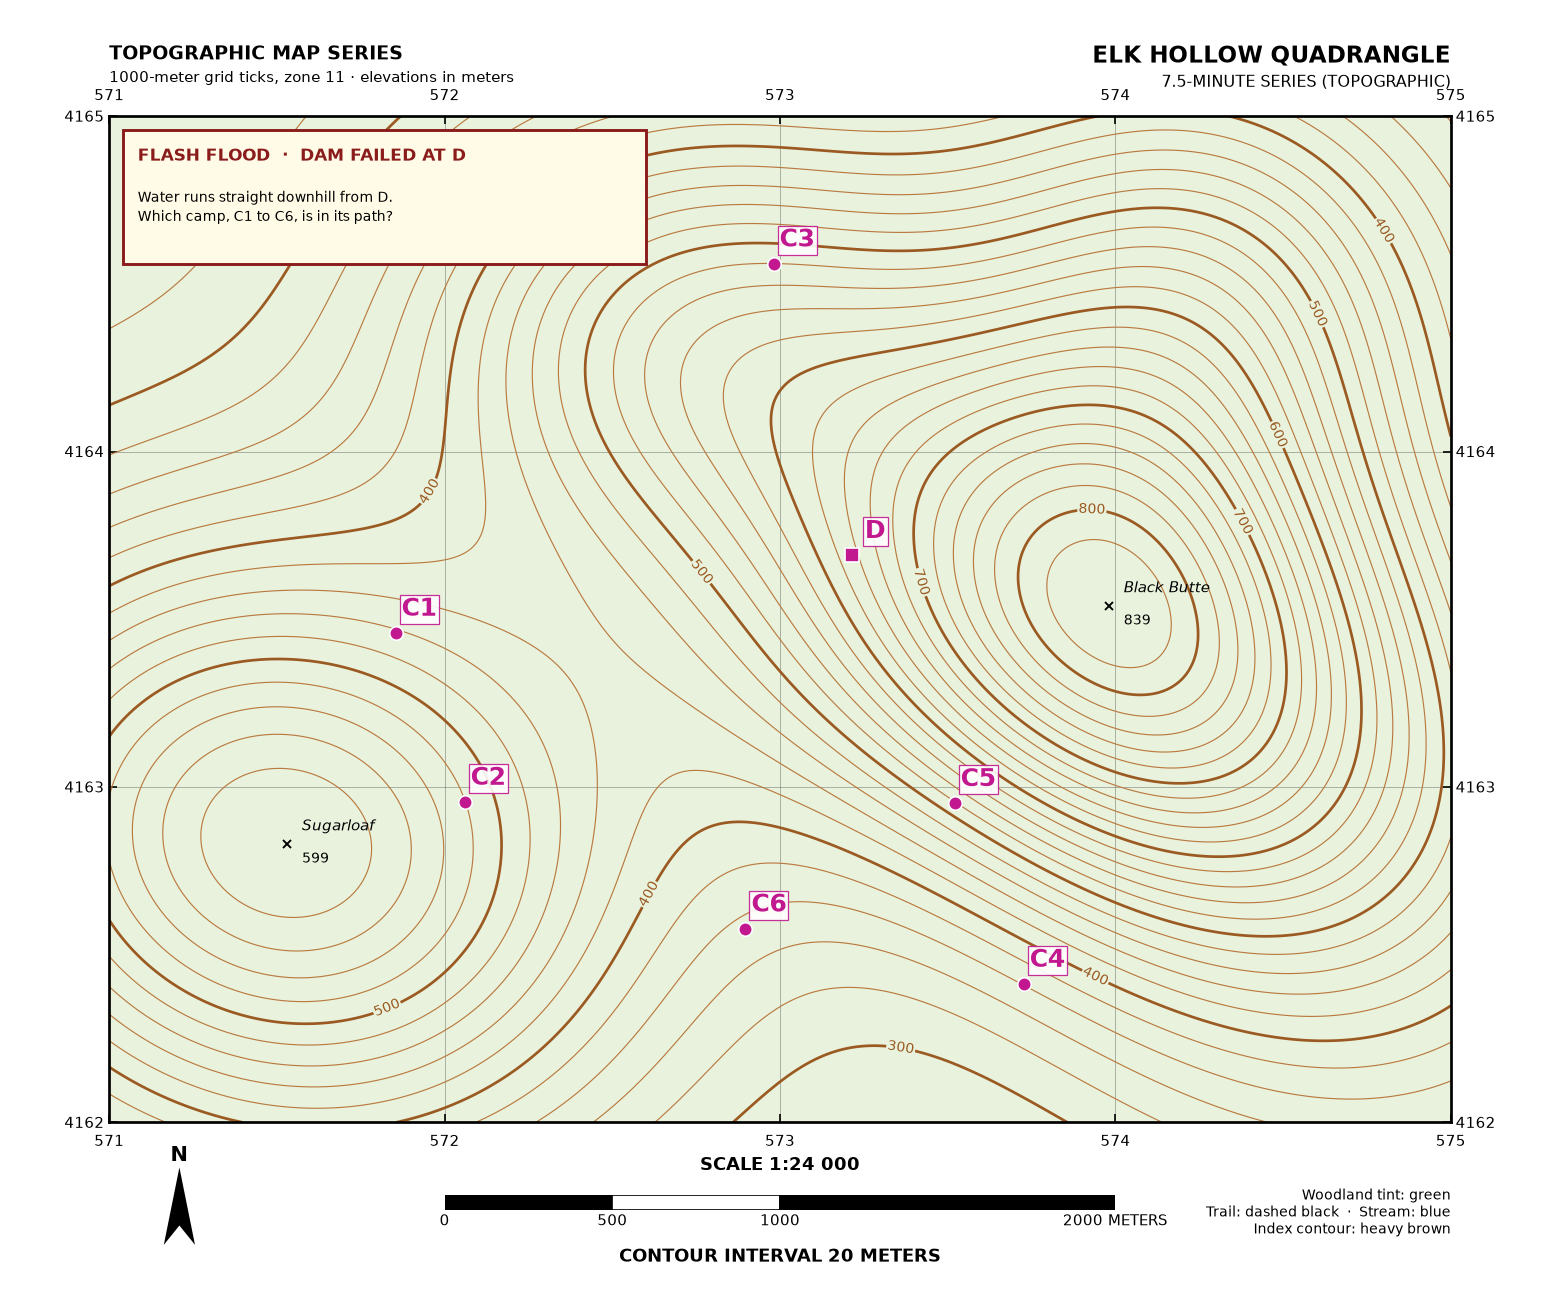 TOPOGRAPHIC MAP SERIES
1000-meter grid ticks, zone 11 · elevations in meters
ELK HOLLOW QUADRANGLE
7.5-MINUTE SERIES (TOPOGRAPHIC)
571 572 573 574 575
4165 4165
FLASH FLOOD · DAM FAILED AT D
Water runs straight downhill from D.
Which camp, C1 to C6, is in its path?
400
C3
500
600
4164 4164
400
800
700
D
500
700
Black Butte
839
C1
C2
C5
4163 4163
Sugarloaf
599
400
C6
C4
400
500
300
4162 4162
571 572 573 574 575
N
SCALE 1:24 000
0 500 1000 2000 METERS
CONTOUR INTERVAL 20 METERS
Woodland tint: green
Trail: dashed black · Stream: blue
Index contour: heavy brown